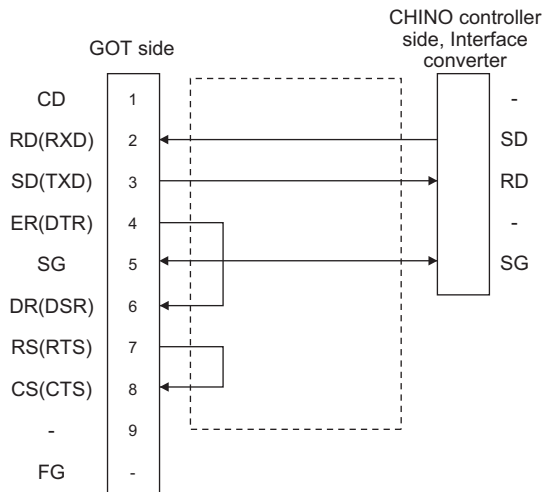 CHINO controller
side, Interface
converter
GOT side
CD 1 -
RD(RXD) 2 SD
SD(TXD) 3 RD
ER(DTR) 4 -
SG 5 SG
DR(DSR) 6
RS(RTS) 7
CS(CTS) 8
- 9
FG -